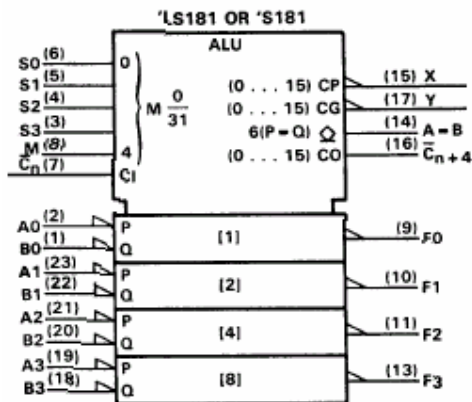 'LS181 OR 'S181
ALU
S0 (6) 0
S1 (5)
S2 (4)
S3 (3)
M (8) 4
C̅n (7) CI
M 0/31
(0 ... 15) CP (15) X
(0 ... 15) CG (17) Y
6(P = Q) (14) A = B
(0 ... 15) CO (16) C̅n + 4
A0 (2) P [1] (9) F0
B0 (1) Q
A1 (23) P [2] (10) F1
B1 (22) Q
A2 (21) P [4] (11) F2
B2 (20) Q
A3 (19) P [8] (13) F3
B3 (18) Q